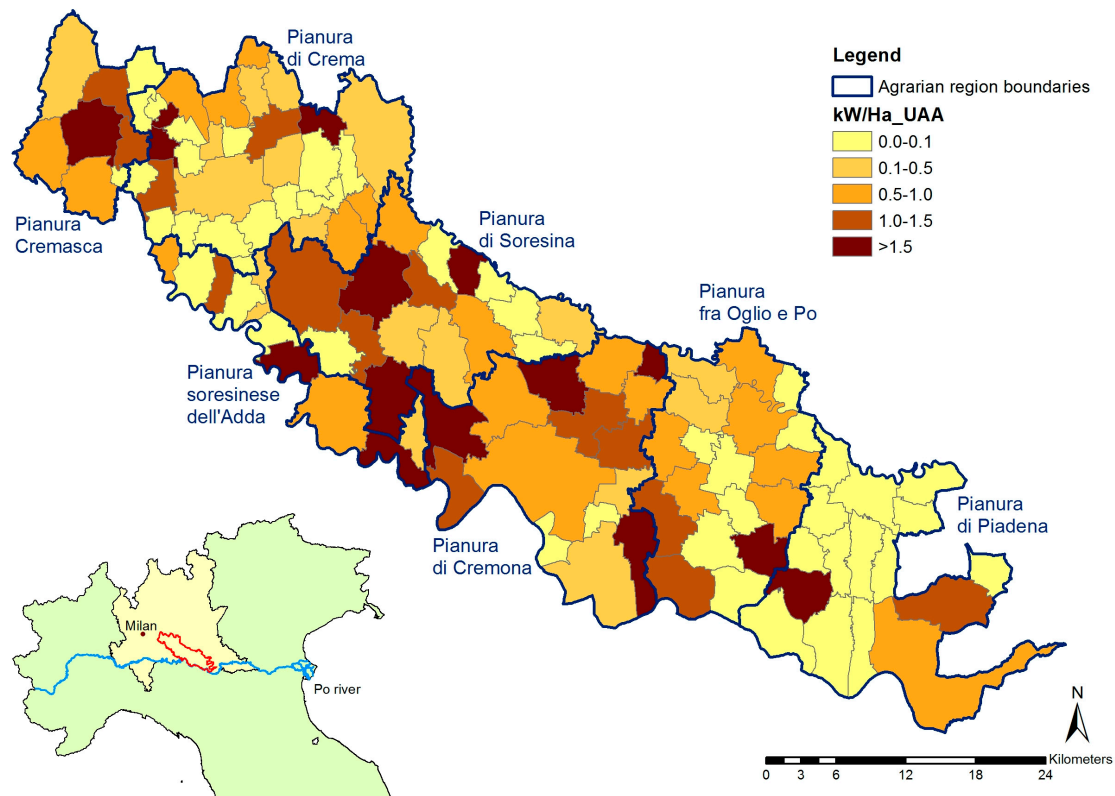 Pianura
di Crema
Legend
Agrarian region boundaries
kW/Ha_UAA
0.0-0.1
0.1-0.5
0.5-1.0
1.0-1.5
>1.5
Pianura
Cremasca
Pianura
di Soresina
Pianura
fra Oglio e Po
Pianura
soresinese
dell'Adda
Pianura
di Cremona
Pianura
di Piadena
Milan
Po river
N
Kilometers
0 3 6 12 18 24